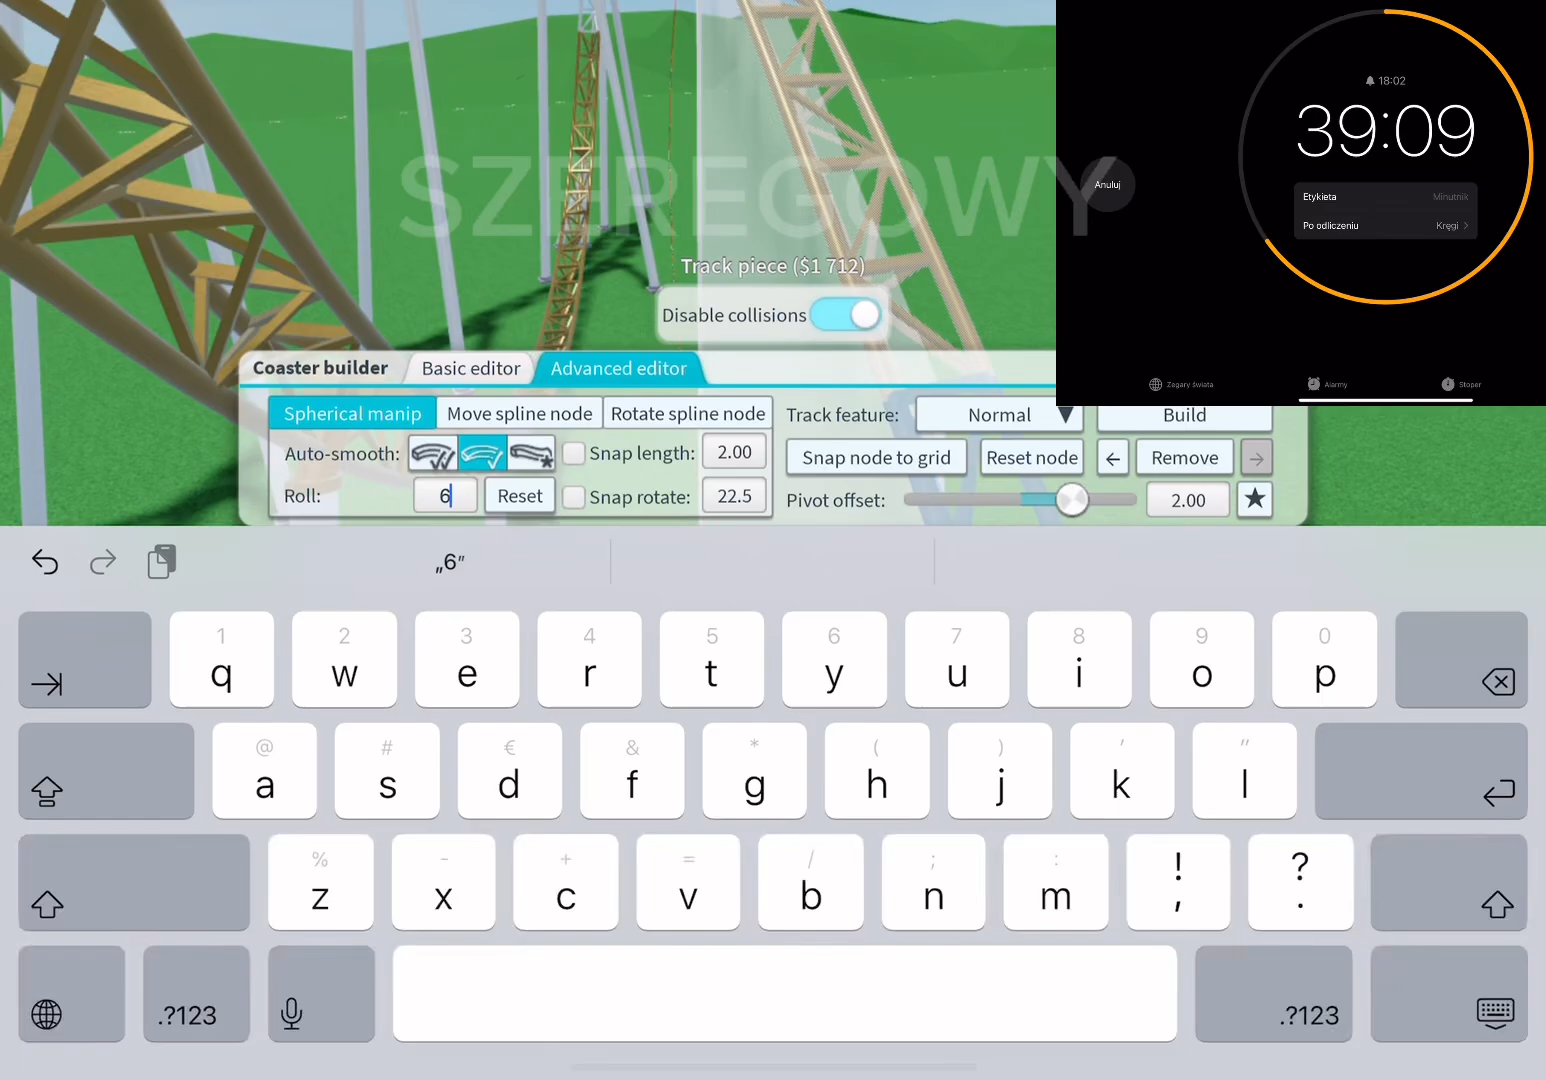 SZEREGOWY
18:02
39:09
Anuluj
Etykieta Minutnik
Po odliczeniu Kręgi
Zegary świata Alarmy Stoper
Track piece ($1 712)
Disable collisions
Coaster builder Basic editor Advanced editor
Spherical manip Move spline node Rotate spline node Track feature: Normal Build
Auto-smooth: Snap length: 2.00 Snap node to grid Reset node ← Remove →
Roll: 6 Reset Snap rotate: 22.5 Pivot offset: 2.00
„6”
1 2 3 4 5 6 7 8 9 0
q w e r t y u i o p
@ # € & * ( ) ' "
a s d f g h j k l
% - + = / ; : ! ?
z x c v b n m , .
.?123 .?123